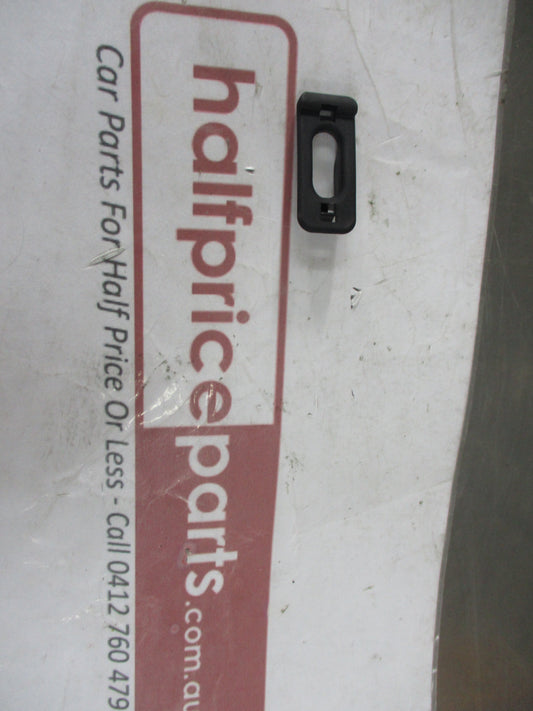 halfpriceparts.com.au
Car Parts For Half Price Or Less - Call 0412 760 479